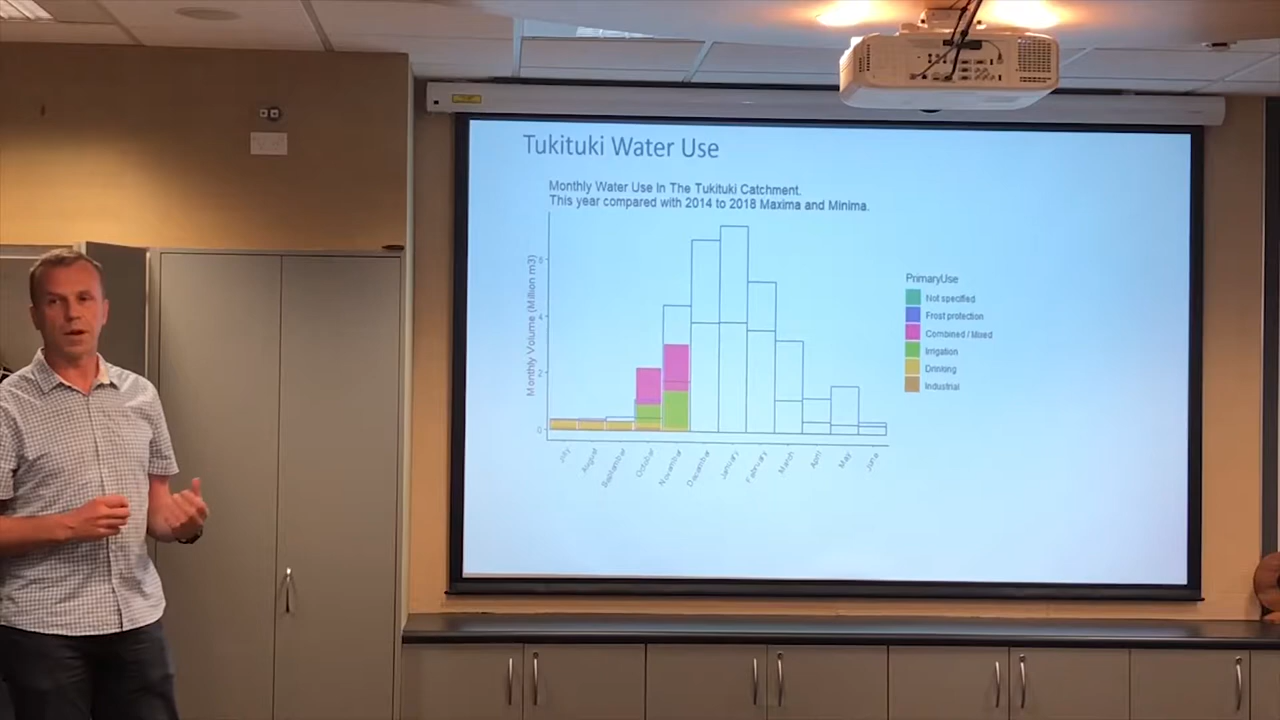 Tukituki Water Use
Monthly Water Use In The Tukituki Catchment.
This year compared with 2014 to 2018 Maxima and Minima.
Monthly Volume (Million m3)
6
4
2
0
July
August
September
October
November
December
January
February
March
April
May
June
PrimaryUse
Not specified
Frost protection
Combined / Mixed
Irrigation
Drinking
Industrial